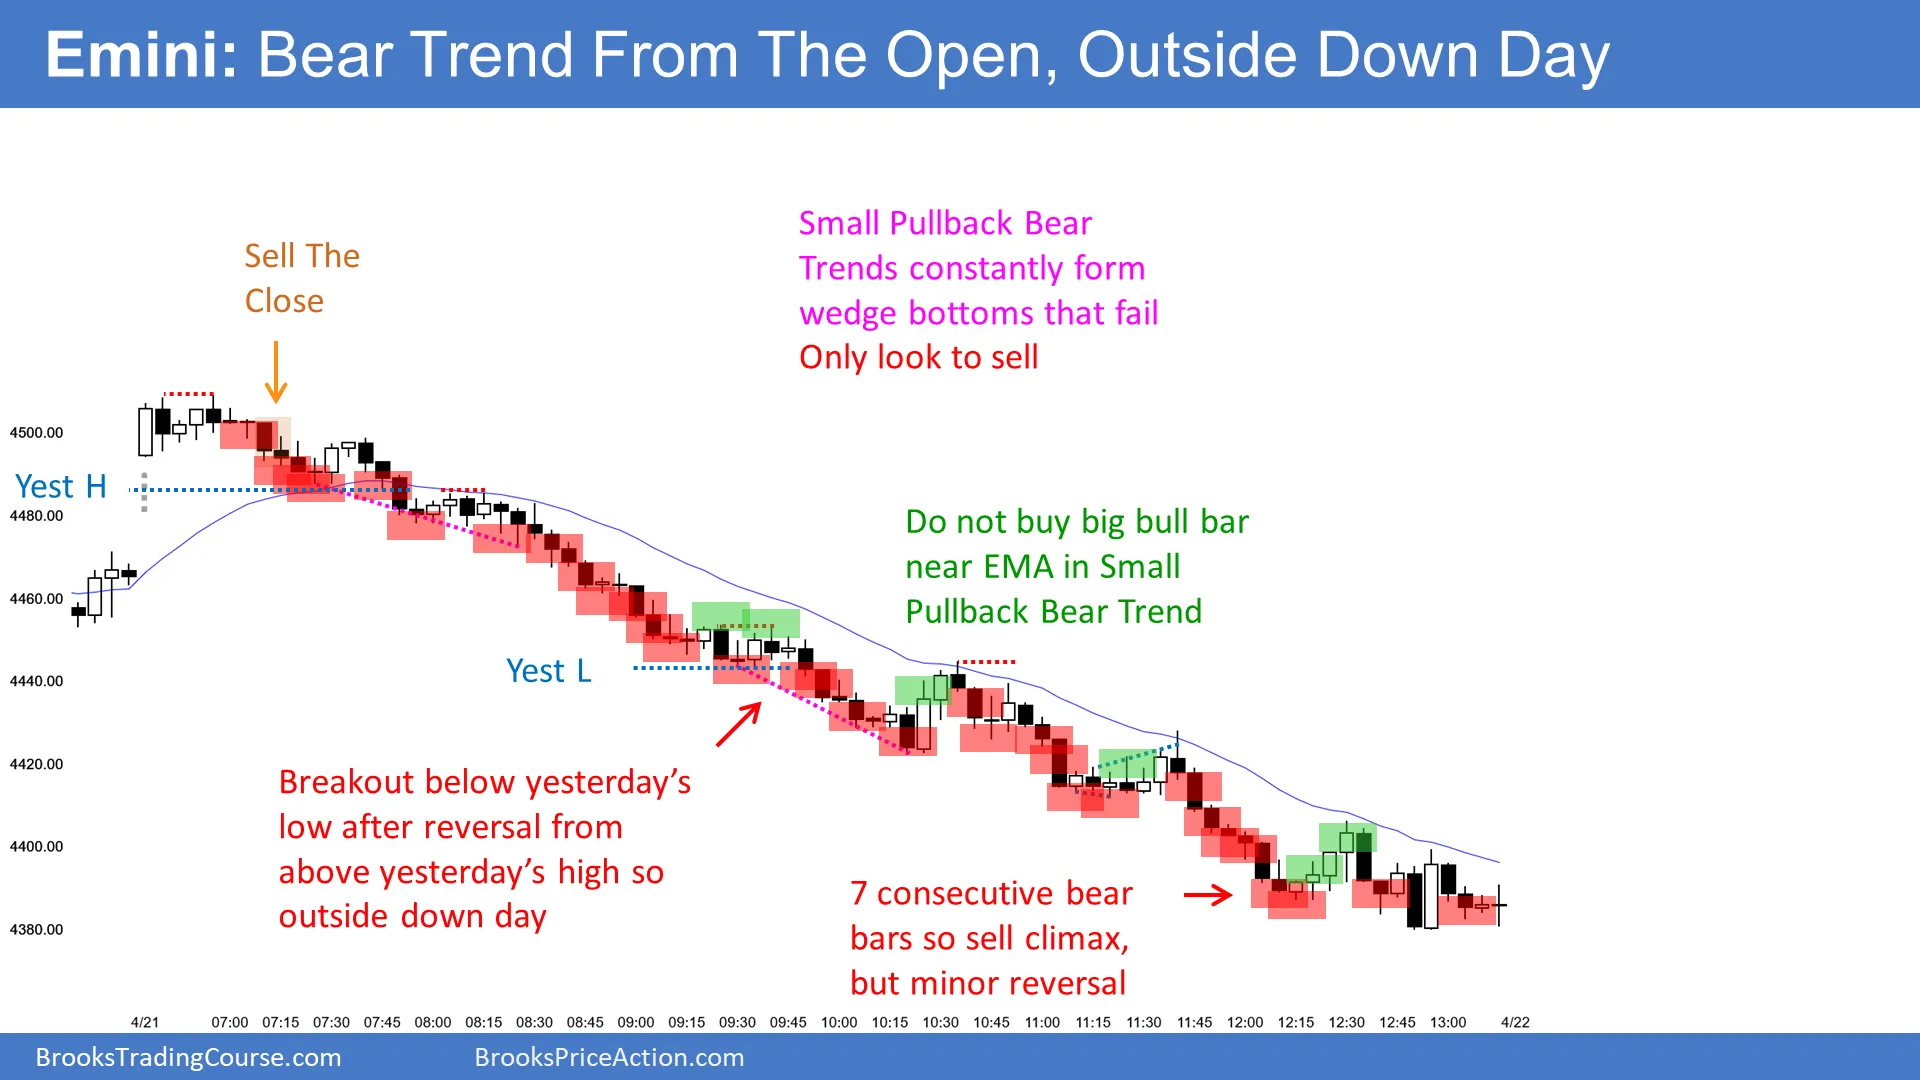 Emini: Bear Trend From The Open, Outside Down Day
Small Pullback Bear
Trends constantly form
wedge bottoms that fail
Only look to sell
Sell The
Close
4500.00
Yest H
4480.00
Do not buy big bull bar
near EMA in Small
Pullback Bear Trend
4460.00
Yest L
4440.00
4420.00
Breakout below yesterday's
low after reversal from
above yesterday's high so
outside down day
4400.00
7 consecutive bear
bars so sell climax,
but minor reversal
4380.00
4/21 07:00 07:15 07:30 07:45 08:00 08:15 08:30 08:45 09:00 09:15 09:30 09:45 10:00 10:15 10:30 10:45 11:00 11:15 11:30 11:45 12:00 12:15 12:30 12:45 13:00 4/22
BrooksTradingCourse.com BrooksPriceAction.com